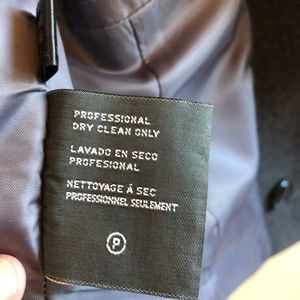 PROFESSIONAL
DRY CLEAN ONLY
LAVADO EN SECO
PROFESIONAL
NETTOYAGE À SEC
PROFESSIONNEL SEULEMENT
P